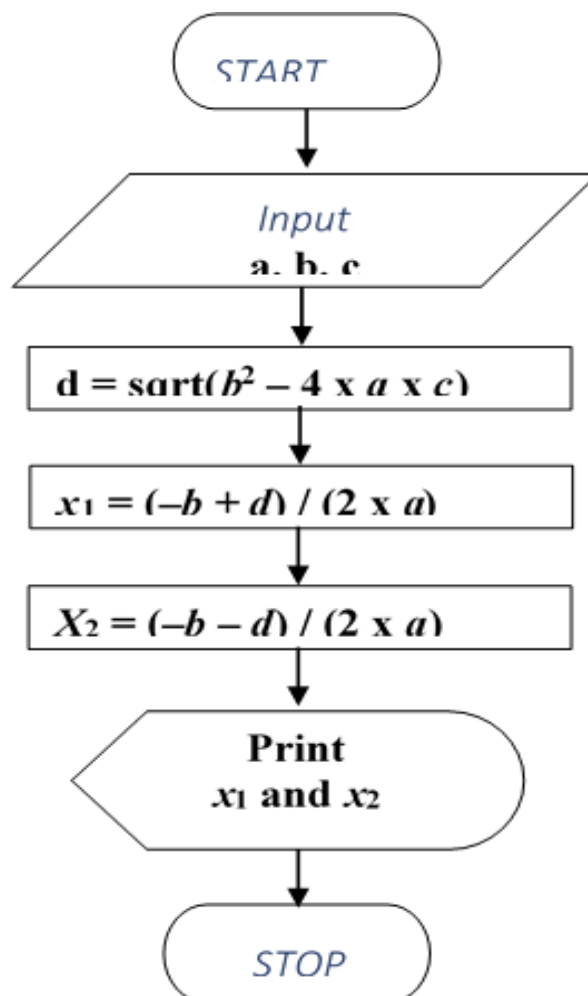 START
Input
a, b, c
d = sqrt(b² – 4 x a x c)
x₁ = (–b + d) / (2 x a)
X₂ = (–b – d) / (2 x a)
Print
x₁ and x₂
STOP